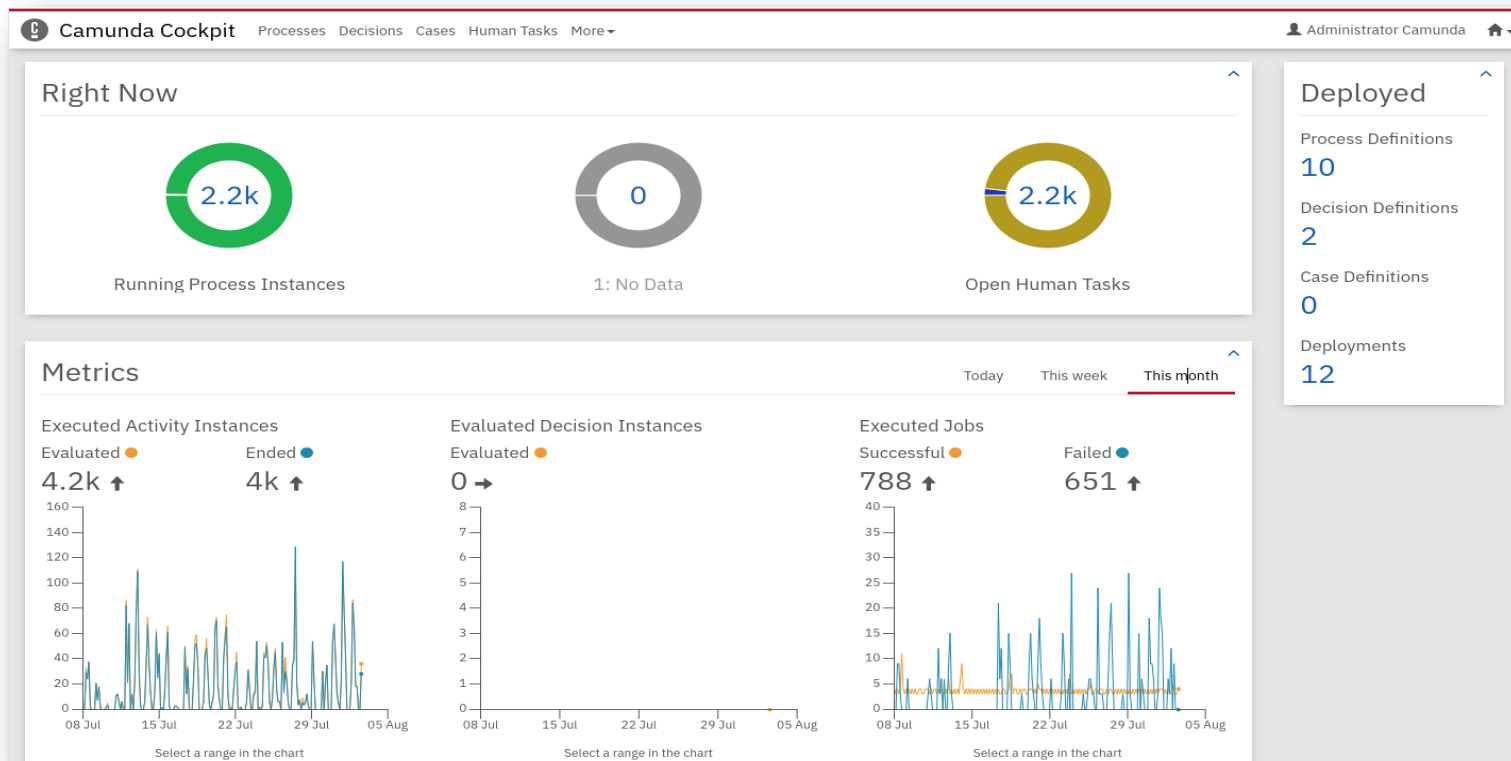 Camunda Cockpit Processes Decisions Cases Human Tasks More Administrator Camunda
Right Now
2.2k
Running Process Instances
0
1: No Data
2.2k
Open Human Tasks
Deployed
Process Definitions
10
Decision Definitions
2
Case Definitions
0
Deployments
12
Metrics
Today This week This month
Executed Activity Instances
Evaluated Ended
4.2k 4k
160
140
120
100
80
60
40
20
0
08 Jul 15 Jul 22 Jul 29 Jul 05 Aug
Select a range in the chart
Evaluated Decision Instances
Evaluated
0
8
7
6
5
4
3
2
1
0
08 Jul 15 Jul 22 Jul 29 Jul 05 Aug
Select a range in the chart
Executed Jobs
Successful Failed
788 651
40
35
30
25
20
15
10
5
0
08 Jul 15 Jul 22 Jul 29 Jul 05 Aug
Select a range in the chart